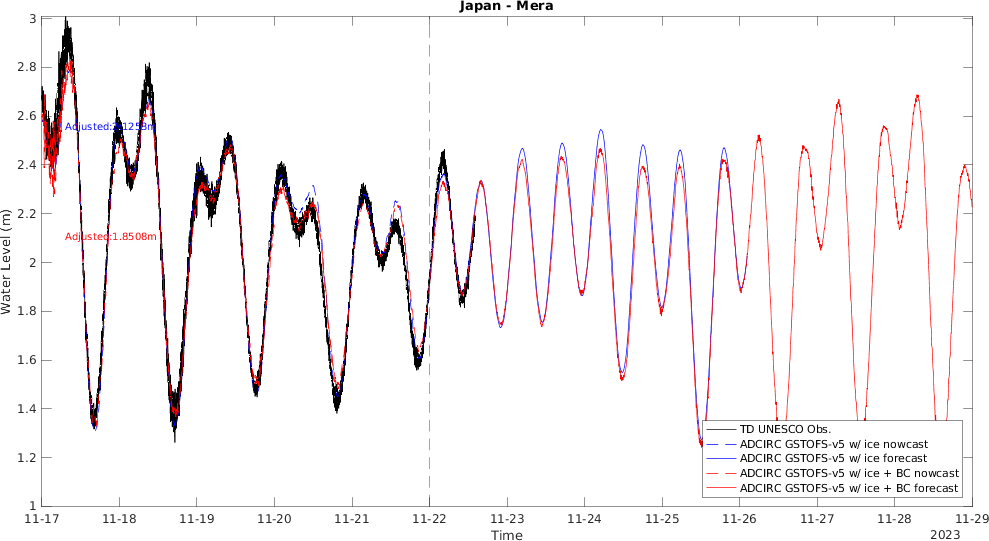 Japan - Mera
3
2.8
2.6
2.4
2.2
2
1.8
1.6
1.4
1.2
1
Water Level (m)
Adjusted:1.8508m
TD UNESCO Obs.
ADCIRC GSTOFS-v5 w/ ice nowcast
ADCIRC GSTOFS-v5 w/ ice forecast
ADCIRC GSTOFS-v5 w/ ice + BC nowcast
ADCIRC GSTOFS-v5 w/ ice + BC forecast
11-17 11-18 11-19 11-20 11-21 11-22 11-23 11-24 11-25 11-26 11-27 11-28 11-29
Time
2023